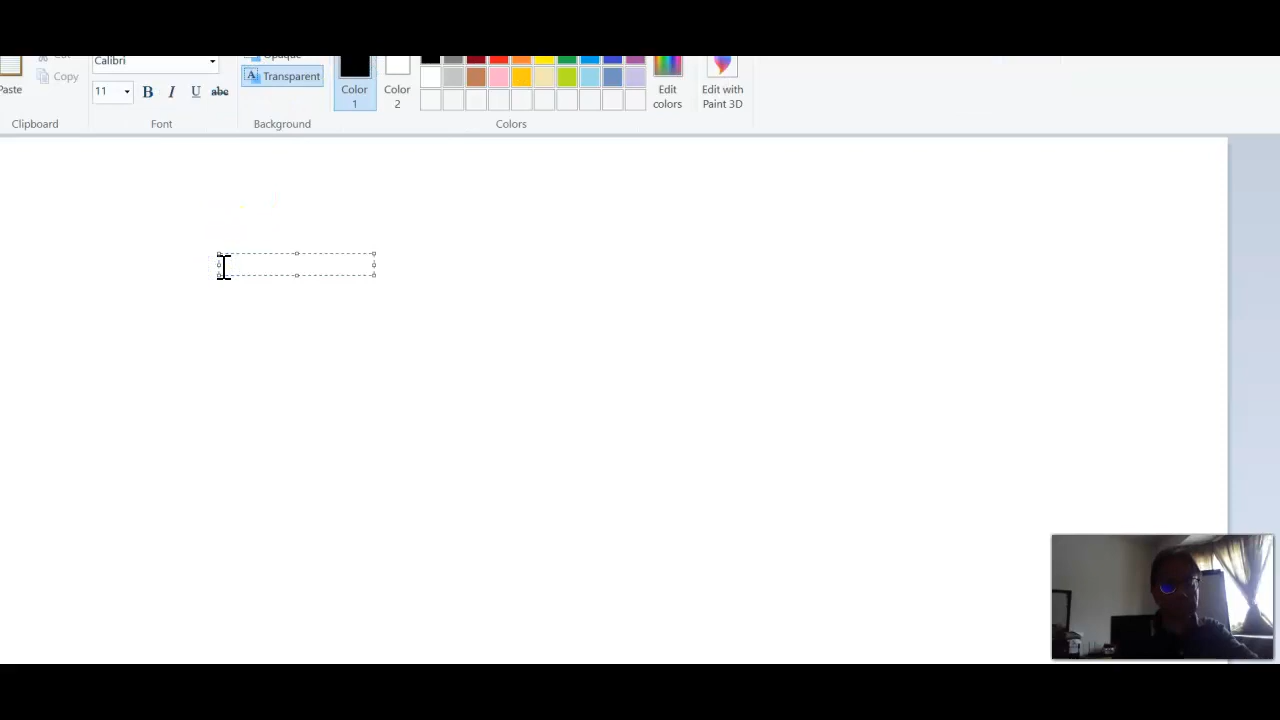 Calibri
Transparent
Paste
Copy
11
B I U abc
Color 1
Color 2
Edit colors
Edit with Paint 3D
Clipboard
Font
Background
Colors